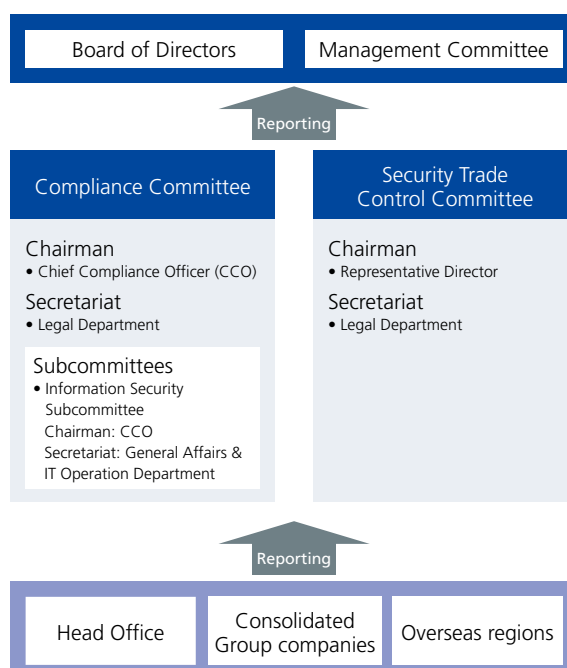 Board of Directors
Management Committee
Reporting
Compliance Committee
Chairman
• Chief Compliance Officer (CCO)
Secretariat
• Legal Department
Subcommittees
• Information Security
Subcommittee
Chairman: CCO
Secretariat: General Affairs &
IT Operation Department
Security Trade
Control Committee
Chairman
• Representative Director
Secretariat
• Legal Department
Reporting
Head Office
Consolidated
Group companies
Overseas regions